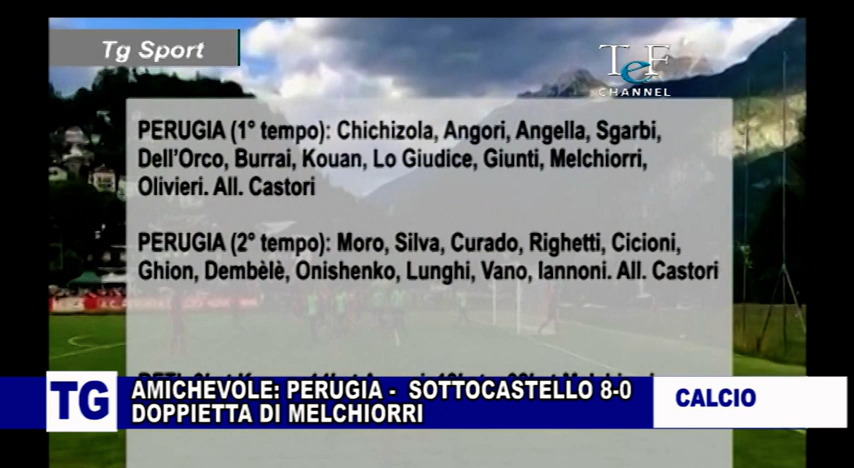 Tg Sport
TeF
CHANNEL
PERUGIA (1° tempo): Chichizola, Angori, Angella, Sgarbi,
Dell'Orco, Burrai, Kouan, Lo Giudice, Giunti, Melchiorri,
Olivieri. All. Castori
PERUGIA (2° tempo): Moro, Silva, Curado, Righetti, Cicioni,
Ghion, Dembèlè, Onishenko, Lunghi, Vano, Iannoni. All. Castori
TG
AMICHEVOLE: PERUGIA - SOTTOCASTELLO 8-0
DOPPIETTA DI MELCHIORRI
CALCIO